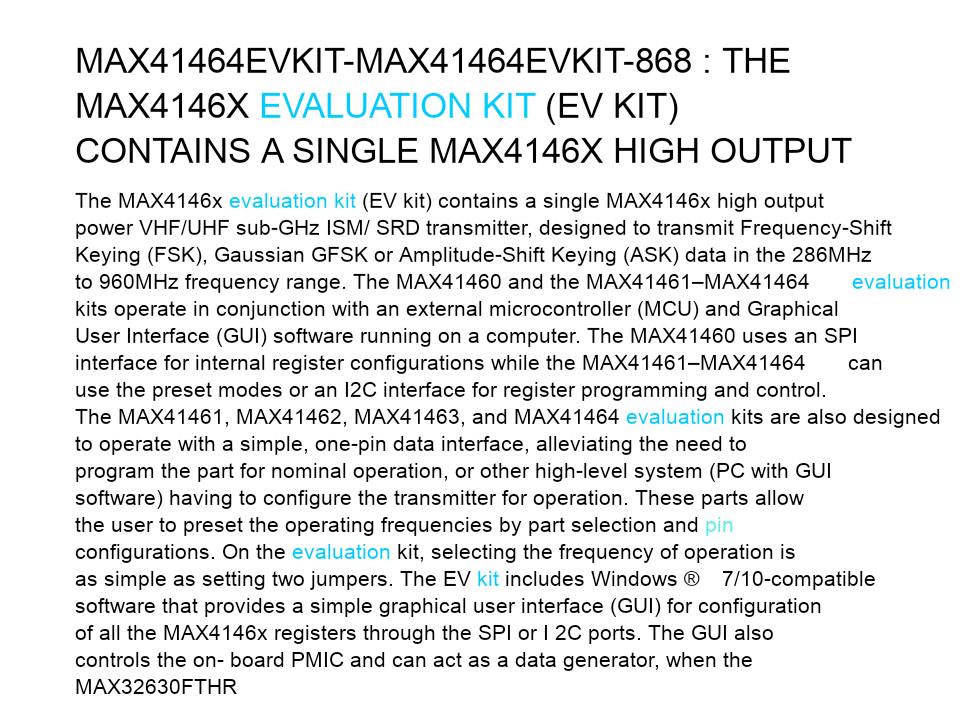 MAX41464EVKIT-MAX41464EVKIT-868 : THE
MAX4146X EVALUATION KIT (EV KIT)
CONTAINS A SINGLE MAX4146X HIGH OUTPUT
The MAX4146x evaluation kit (EV kit) contains a single MAX4146x high output
power VHF/UHF sub-GHz ISM/ SRD transmitter, designed to transmit Frequency-Shift
Keying (FSK), Gaussian GFSK or Amplitude-Shift Keying (ASK) data in the 286MHz
to 960MHz frequency range. The MAX41460 and the MAX41461–MAX41464 evaluation
kits operate in conjunction with an external microcontroller (MCU) and Graphical
User Interface (GUI) software running on a computer. The MAX41460 uses an SPI
interface for internal register configurations while the MAX41461–MAX41464 can
use the preset modes or an I2C interface for register programming and control.
The MAX41461, MAX41462, MAX41463, and MAX41464 evaluation kits are also designed
to operate with a simple, one-pin data interface, alleviating the need to
program the part for nominal operation, or other high-level system (PC with GUI
software) having to configure the transmitter for operation. These parts allow
the user to preset the operating frequencies by part selection and pin
configurations. On the evaluation kit, selecting the frequency of operation is
as simple as setting two jumpers. The EV kit includes Windows ® 7/10-compatible
software that provides a simple graphical user interface (GUI) for configuration
of all the MAX4146x registers through the SPI or I 2C ports. The GUI also
controls the on- board PMIC and can act as a data generator, when the
MAX32630FTHR